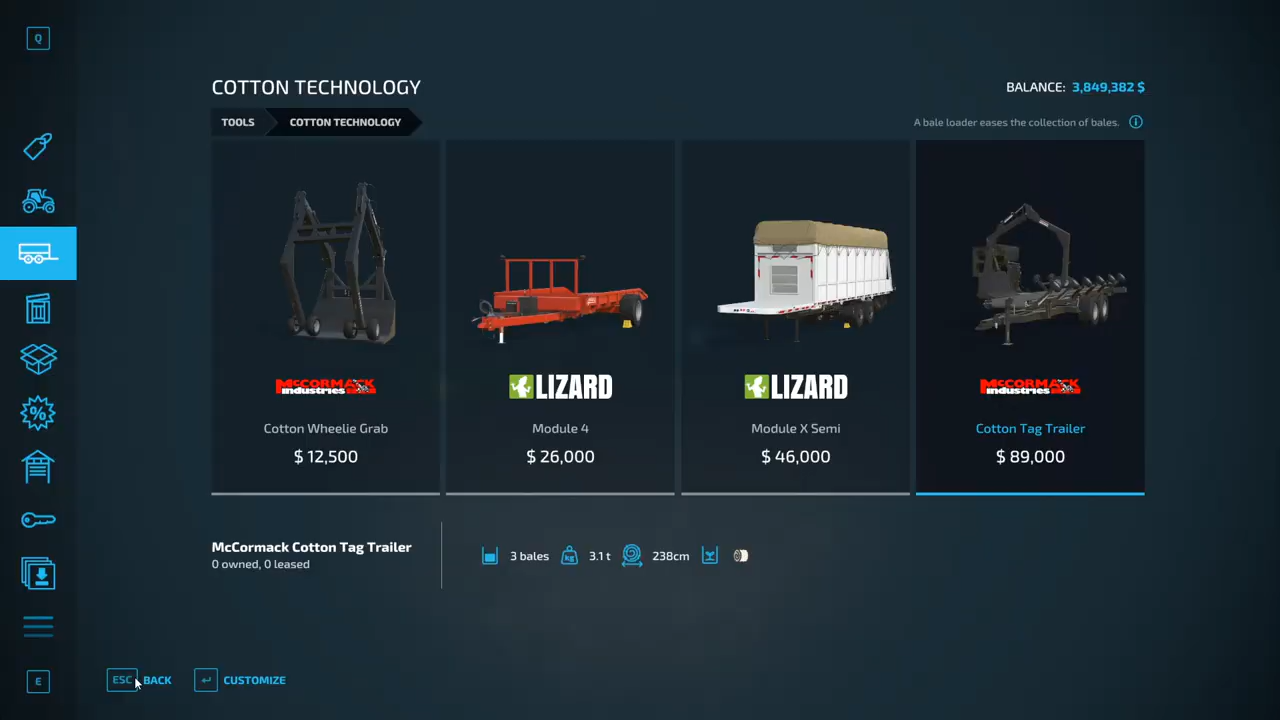 Q
COTTON TECHNOLOGY
BALANCE: 3,849,382 $
TOOLS
COTTON TECHNOLOGY
A bale loader eases the collection of bales.
McCORMACK
Industries
Cotton Wheelie Grab
$ 12,500
LIZARD
Module 4
$ 26,000
LIZARD
Module X Semi
$ 46,000
McCORMACK
Industries
Cotton Tag Trailer
$ 89,000
McCormack Cotton Tag Trailer
0 owned, 0 leased
3 bales
KG
3.1 t
238cm
E
ESC BACK
CUSTOMIZE